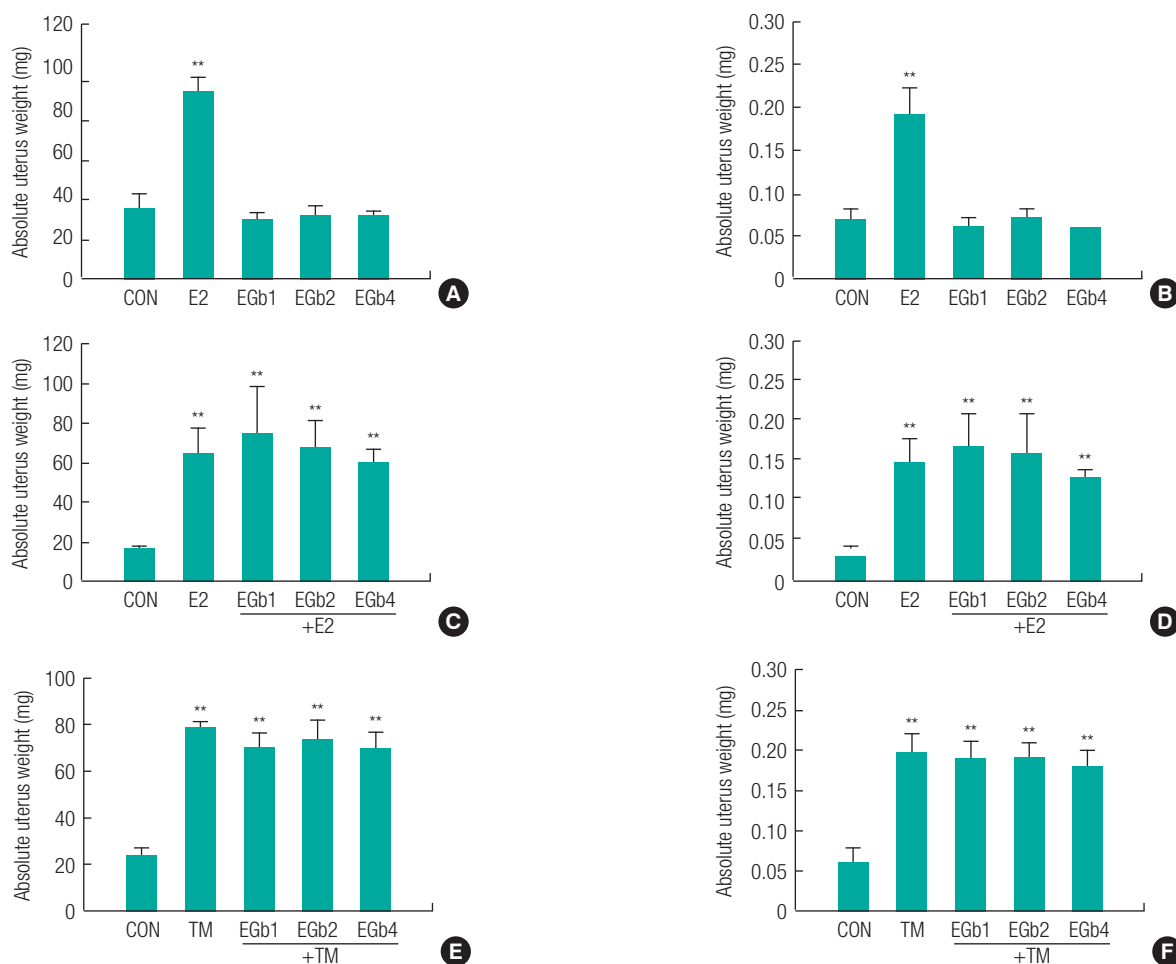 Absolute uterus weight (mg)
120
100
80
60
40
20
0
**
CON E2 EGb1 EGb2 EGb4
A
Absolute uterus weight (mg)
0.30
0.25
0.20
0.15
0.10
0.05
0
**
CON E2 EGb1 EGb2 EGb4
B
Absolute uterus weight (mg)
120
100
80
60
40
20
0
** ** ** **
CON E2 EGb1 EGb2 EGb4
+E2
C
Absolute uterus weight (mg)
0.30
0.25
0.20
0.15
0.10
0.05
0
** ** ** **
CON E2 EGb1 EGb2 EGb4
+E2
D
Absolute uterus weight (mg)
100
80
60
40
20
0
** ** ** **
CON TM EGb1 EGb2 EGb4
+TM
E
Absolute uterus weight (mg)
0.30
0.25
0.20
0.15
0.10
0.05
0
** ** ** **
CON TM EGb1 EGb2 EGb4
+TM
F